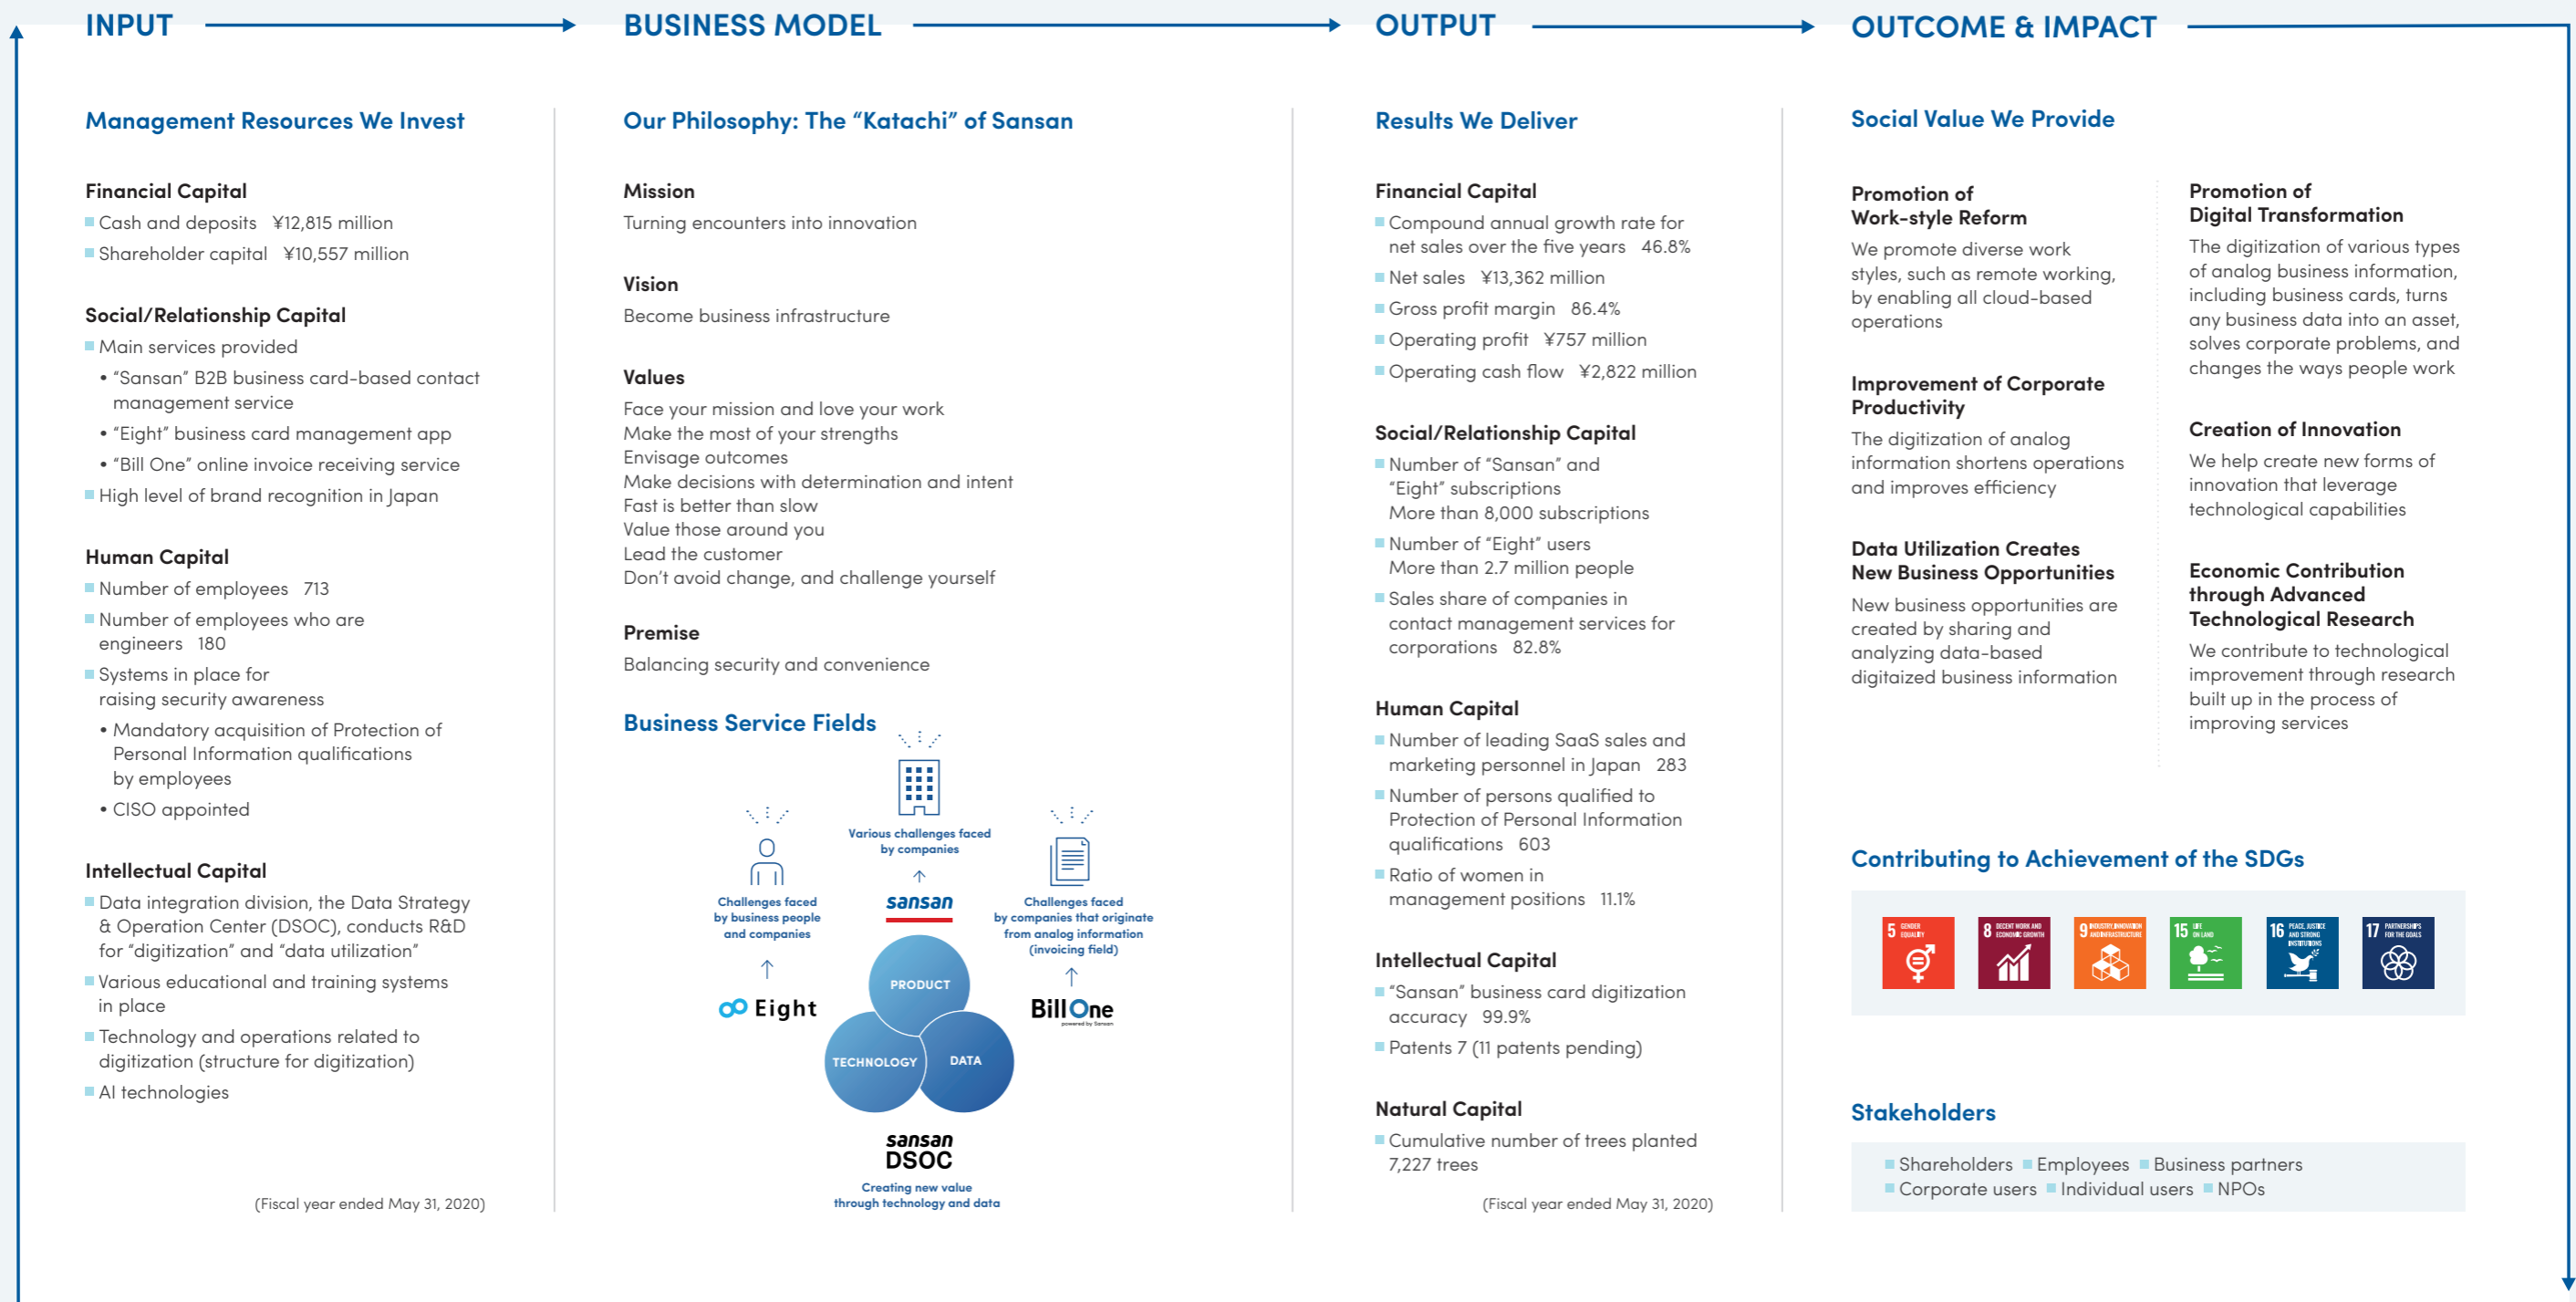 INPUT
BUSINESS MODEL
OUTPUT
OUTCOME & IMPACT
Management Resources We Invest
Financial Capital
Cash and deposits ¥12,815 million
Shareholder capital ¥10,557 million
Social/Relationship Capital
Main services provided
• “Sansan” B2B business card-based contact
management service
• “Eight” business card management app
• “Bill One” online invoice receiving service
High level of brand recognition in Japan
Human Capital
Number of employees 713
Number of employees who are
engineers 180
Systems in place for
raising security awareness
• Mandatory acquisition of Protection of
Personal Information qualifications
by employees
• CISO appointed
Intellectual Capital
Data integration division, the Data Strategy
& Operation Center (DSOC), conducts R&D
for “digitization” and “data utilization”
Various educational and training systems
in place
Technology and operations related to
digitization (structure for digitization)
AI technologies
(Fiscal year ended May 31, 2020)
Our Philosophy: The “Katachi” of Sansan
Mission
Turning encounters into innovation
Vision
Become business infrastructure
Values
Face your mission and love your work
Make the most of your strengths
Envisage outcomes
Make decisions with determination and intent
Fast is better than slow
Value those around you
Lead the customer
Don’t avoid change, and challenge yourself
Premise
Balancing security and convenience
Business Service Fields
Various challenges faced
by companies
sansan
Challenges faced
by business people
and companies
Eight
Challenges faced
by companies that originate
from analog information
(invoicing field)
Bill One
powered by Sansan
PRODUCT
TECHNOLOGY
DATA
sansan
DSOC
Creating new value
through technology and data
Results We Deliver
Financial Capital
Compound annual growth rate for
net sales over the five years 46.8%
Net sales ¥13,362 million
Gross profit margin 86.4%
Operating profit ¥757 million
Operating cash flow ¥2,822 million
Social/Relationship Capital
Number of “Sansan” and
“Eight” subscriptions
More than 8,000 subscriptions
Number of “Eight” users
More than 2.7 million people
Sales share of companies in
contact management services for
corporations 82.8%
Human Capital
Number of leading SaaS sales and
marketing personnel in Japan 283
Number of persons qualified to
Protection of Personal Information
qualifications 603
Ratio of women in
management positions 11.1%
Intellectual Capital
“Sansan” business card digitization
accuracy 99.9%
Patents 7 (11 patents pending)
Natural Capital
Cumulative number of trees planted
7,227 trees
(Fiscal year ended May 31, 2020)
Social Value We Provide
Promotion of
Work-style Reform
We promote diverse work
styles, such as remote working,
by enabling all cloud-based
operations
Improvement of Corporate
Productivity
The digitization of analog
information shortens operations
and improves efficiency
Data Utilization Creates
New Business Opportunities
New business opportunities are
created by sharing and
analyzing data-based
digitaized business information
Promotion of
Digital Transformation
The digitization of various types
of analog business information,
including business cards, turns
any business data into an asset,
solves corporate problems, and
changes the ways people work
Creation of Innovation
We help create new forms of
innovation that leverage
technological capabilities
Economic Contribution
through Advanced
Technological Research
We contribute to technological
improvement through research
built up in the process of
improving services
Contributing to Achievement of the SDGs
5 GENDER
EQUALITY
8 DECENT WORK AND
ECONOMIC GROWTH
9 INDUSTRY, INNOVATION
AND INFRASTRUCTURE
15 LIFE
ON LAND
16 PEACE, JUSTICE
AND STRONG
INSTITUTIONS
17 PARTNERSHIPS
FOR THE GOALS
Stakeholders
Shareholders Employees Business partners
Corporate users Individual users NPOs